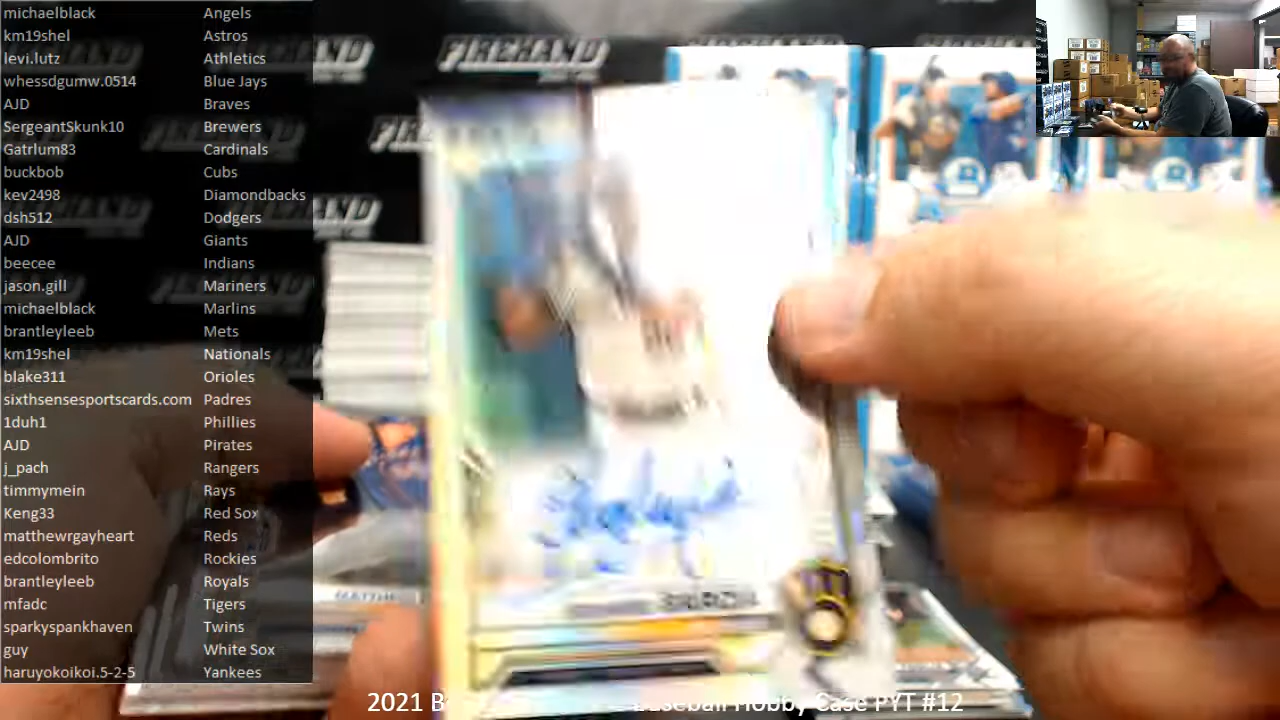 michaelblack Angels
km19shel Astros
levi.lutz Athletics
whessdgumw.0514 Blue Jays
AJD Braves
SergeantSkunk10 Brewers
Gatrlum83 Cardinals
buckbob Cubs
kev2498 Diamondbacks
dsh512 Dodgers
AJD Giants
beecee Indians
jason.gill Mariners
michaelblack Marlins
brantleyleeb Mets
km19shel Nationals
blake311 Orioles
sixthsensesportscards.com Padres
1duh1 Phillies
AJD Pirates
j_pach Rangers
timmymein Rays
Keng33 Red Sox
matthewrgayheart Reds
edcolombrito Rockies
brantleyleeb Royals
mfadc Tigers
sparkyspankhaven Twins
guy White Sox
haruyokoikoi.5-2-5 Yankees
FIREHAND
2021 Baseball Hobby Case PYT #12